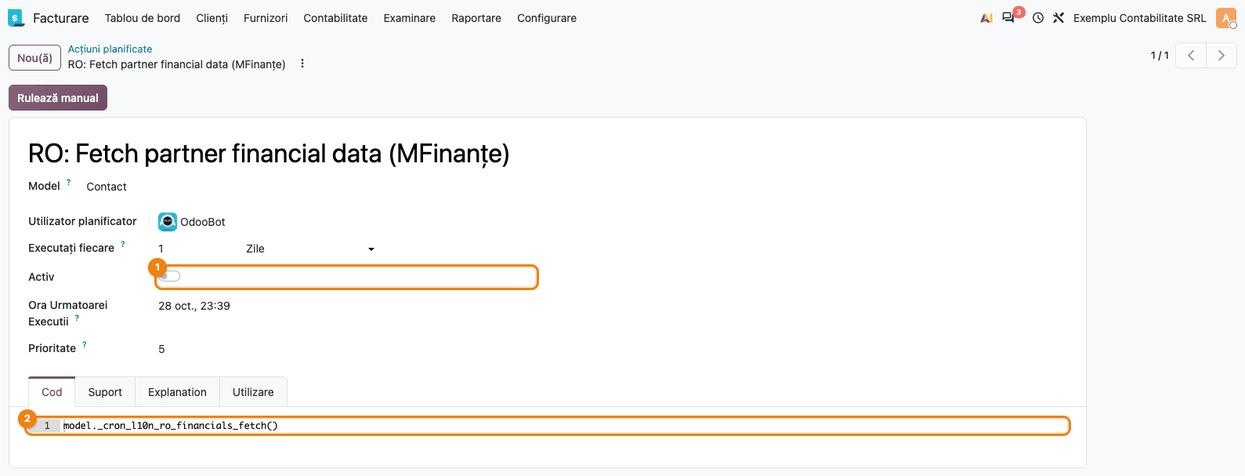 $ Facturare Tablou de bord Clienți Furnizori Contabilitate Examinare Raportare Configurare AI 3 Exemplu Contabilitate SRL A
Nou(ă) Acțiuni planificate 1 / 1
RO: Fetch partner financial data (MFinanțe)
Rulează manual
RO: Fetch partner financial data (MFinanțe)
Model ? Contact
Utilizator planificator OdooBot
Executați fiecare ? 1 Zile
1
Activ
Ora Urmatoarei Executii ? 28 oct., 23:39
Prioritate ? 5
Cod Suport Explanation Utilizare
2
1 model._cron_l10n_ro_financials_fetch()